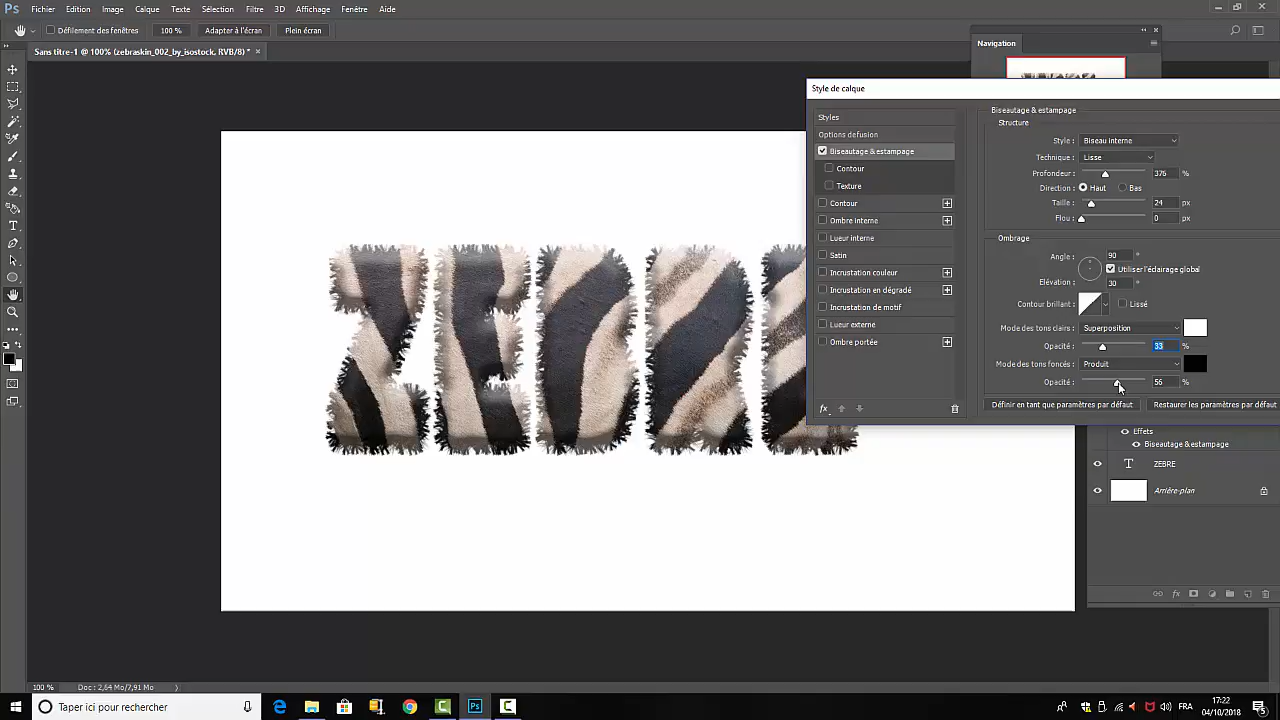 Ps Fichier Edition Image Calque Texte Sélection Filtre 3D Affichage Fenêtre Aide
Défilement des fenêtres 100 % Adapter à l'écran Plein écran
Sans titre-1 @ 100% (zebraskin_002_by_isostock, RVB/8) * ×
Navigation
Style de calque
Styles
Options de fusion
Biseautage & estampage
Contour
Texture
Contour
Ombre interne
Lueur interne
Satin
Incrustation couleur
Incrustation en dégradé
Incrustation de motif
Lueur externe
Ombre portée
fx
Biseautage & estampage
Structure
Style : Biseau interne
Technique : Lisse
Profondeur : 376 %
Direction : Haut Bas
Taille : 24 px
Flou : 0 px
Ombrage
Angle : 90 °
Utiliser l'éclairage global
Elévation : 30 °
Contour brillant : Lissé
Mode des tons clairs : Superposition
Opacité : 33 %
Mode des tons foncés : Produit
Opacité : 56 %
Définir en tant que paramètres par défaut Restaurer les paramètres par défaut
ZEBRE
Effets
Biseautage & estampage
T ZEBRE
Arrière-plan
fx
100 % Doc : 2,64 Mo/7,91 Mo
Taper ici pour rechercher
Ps
FRA
17:22
04/10/2018